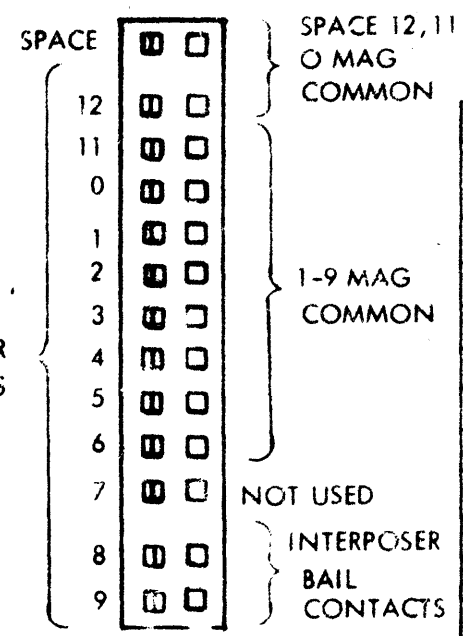 SPACE
SPACE 12, 11
O MAG
COMMON
12
11
0
1
2
1-9 MAG
3
COMMON
4
5
6
7
NOT USED
8
INTERPOSER
BAIL
9
CONTACTS